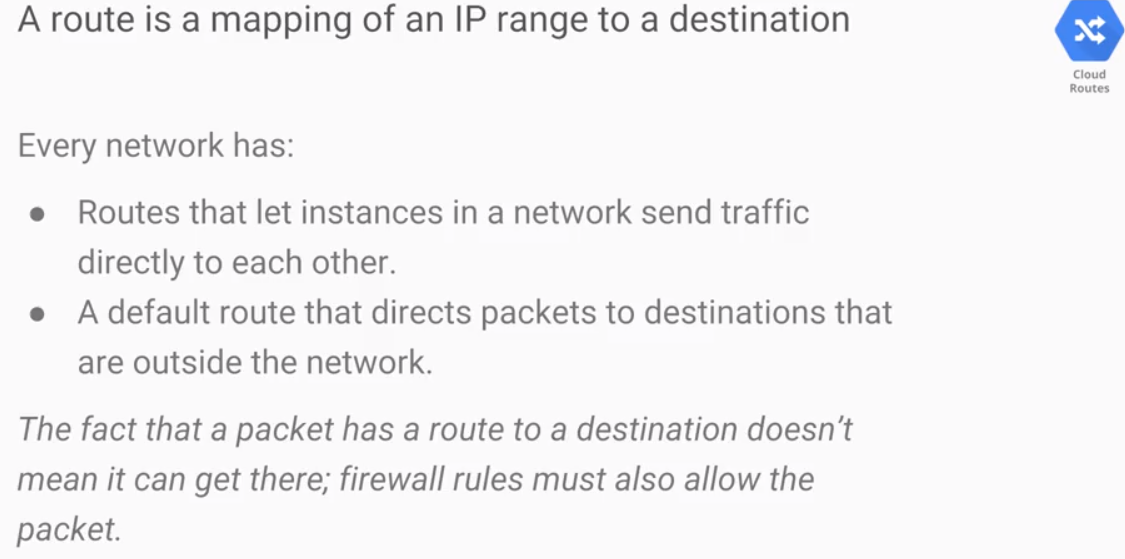 A route is a mapping of an IP range to a destination
Cloud
Routes
Every network has:
● Routes that let instances in a network send traffic
directly to each other.
● A default route that directs packets to destinations that
are outside the network.
The fact that a packet has a route to a destination doesn’t
mean it can get there; firewall rules must also allow the
packet.